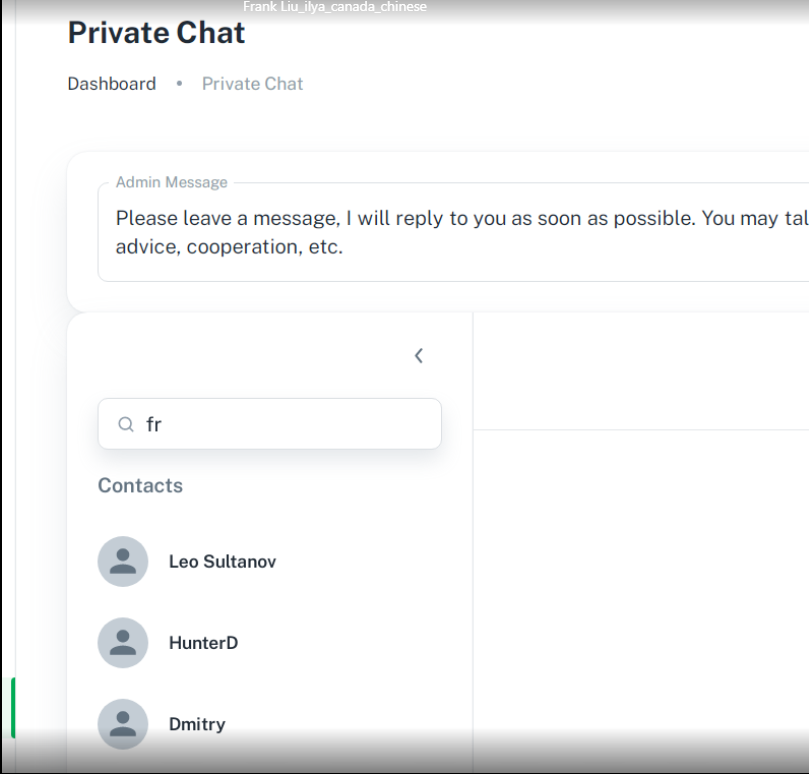 Frank Liu_ilya_canada_chinese
Private Chat
Dashboard • Private Chat
Admin Message
Please leave a message, I will reply to you as soon as possible. You may tal
advice, cooperation, etc.
fr
Contacts
Leo Sultanov
HunterD
Dmitry